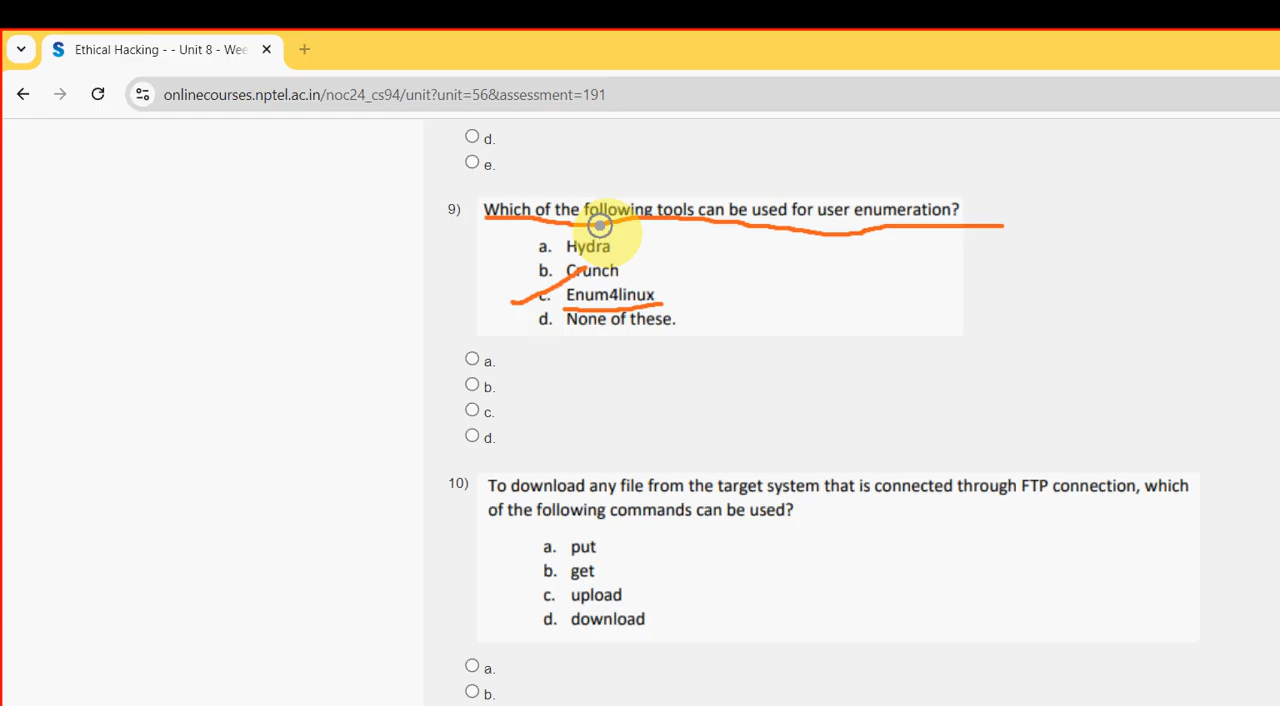 Ethical Hacking - - Unit 8 - Wee
onlinecourses.nptel.ac.in/noc24_cs94/unit?unit=56&assessment=191
d.
e.
9) Which of the following tools can be used for user enumeration?
a. Hydra
b. Crunch
c. Enum4linux
d. None of these.
a.
b.
c.
d.
10) To download any file from the target system that is connected through FTP connection, which
of the following commands can be used?
a. put
b. get
c. upload
d. download
a.
b.